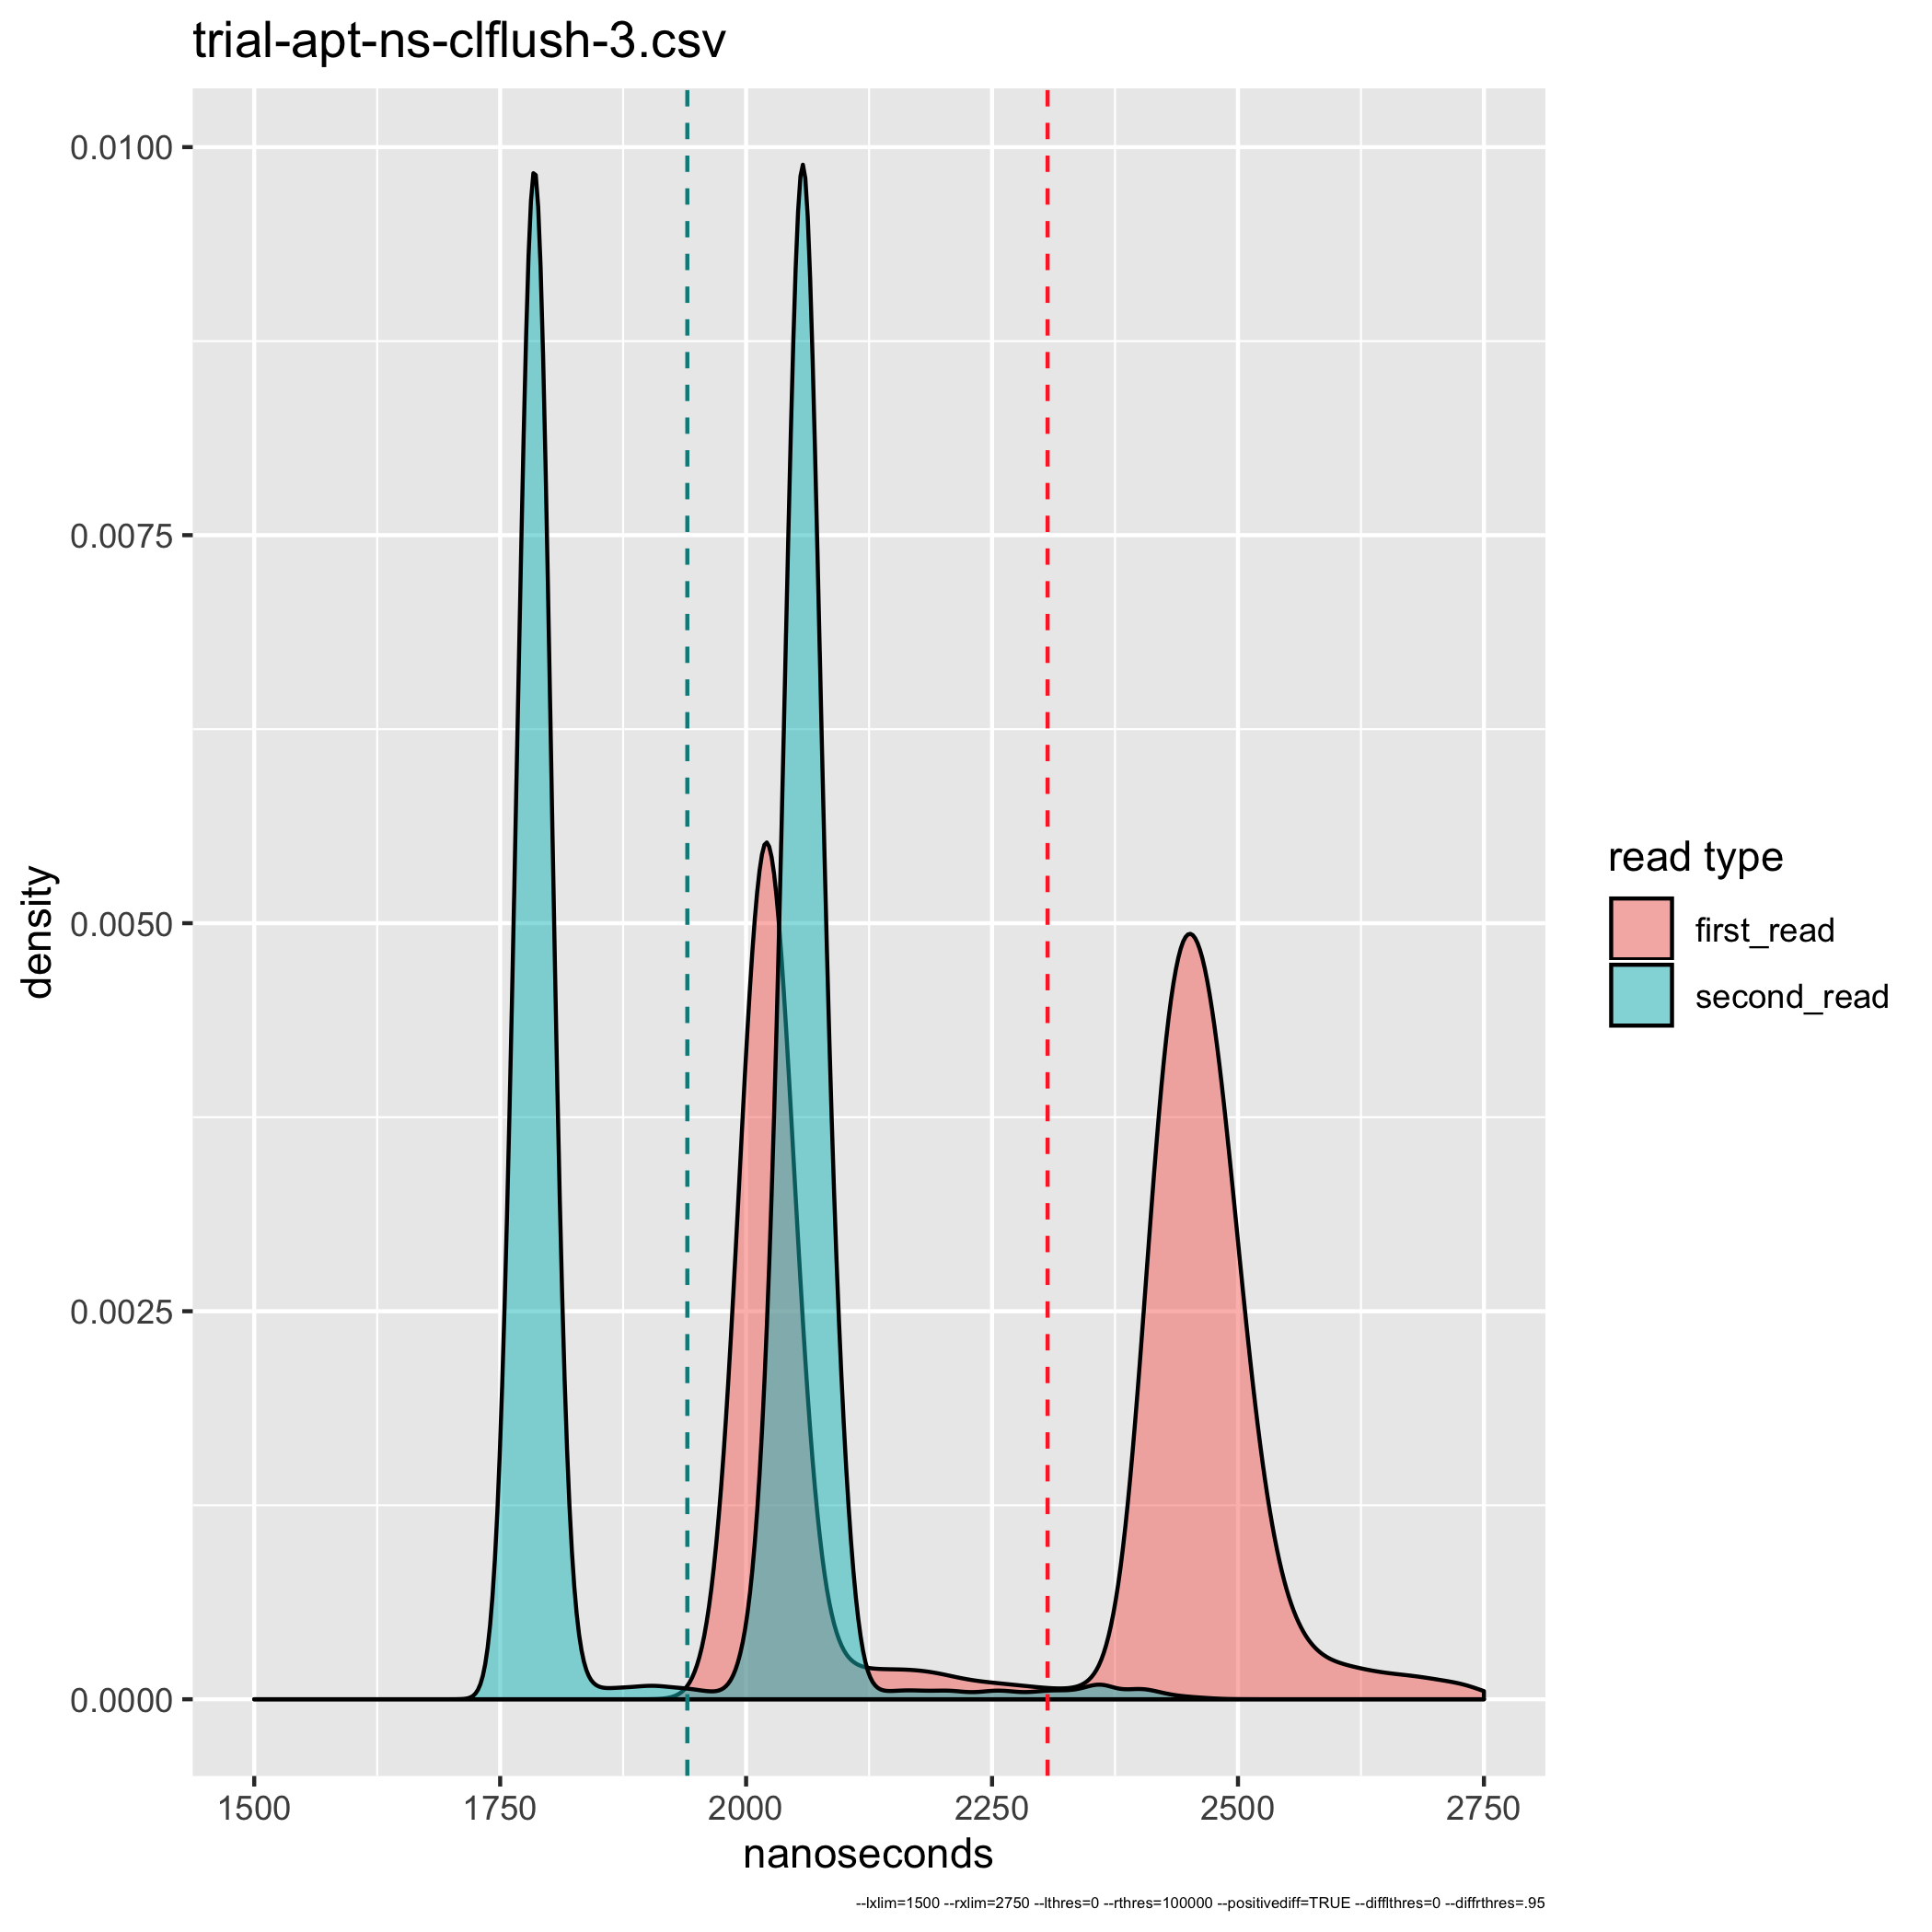 trial-apt-ns-clflush-3.csv
0.0100
0.0075
0.0050
0.0025
0.0000
density
1500 1750 2000 2250 2500 2750
nanoseconds
read type
first_read
second_read
--lxlim=1500 --rxlim=2750 --lthres=0 --rthres=100000 --positivediff=TRUE --difflthres=0 --diffrthres=.95